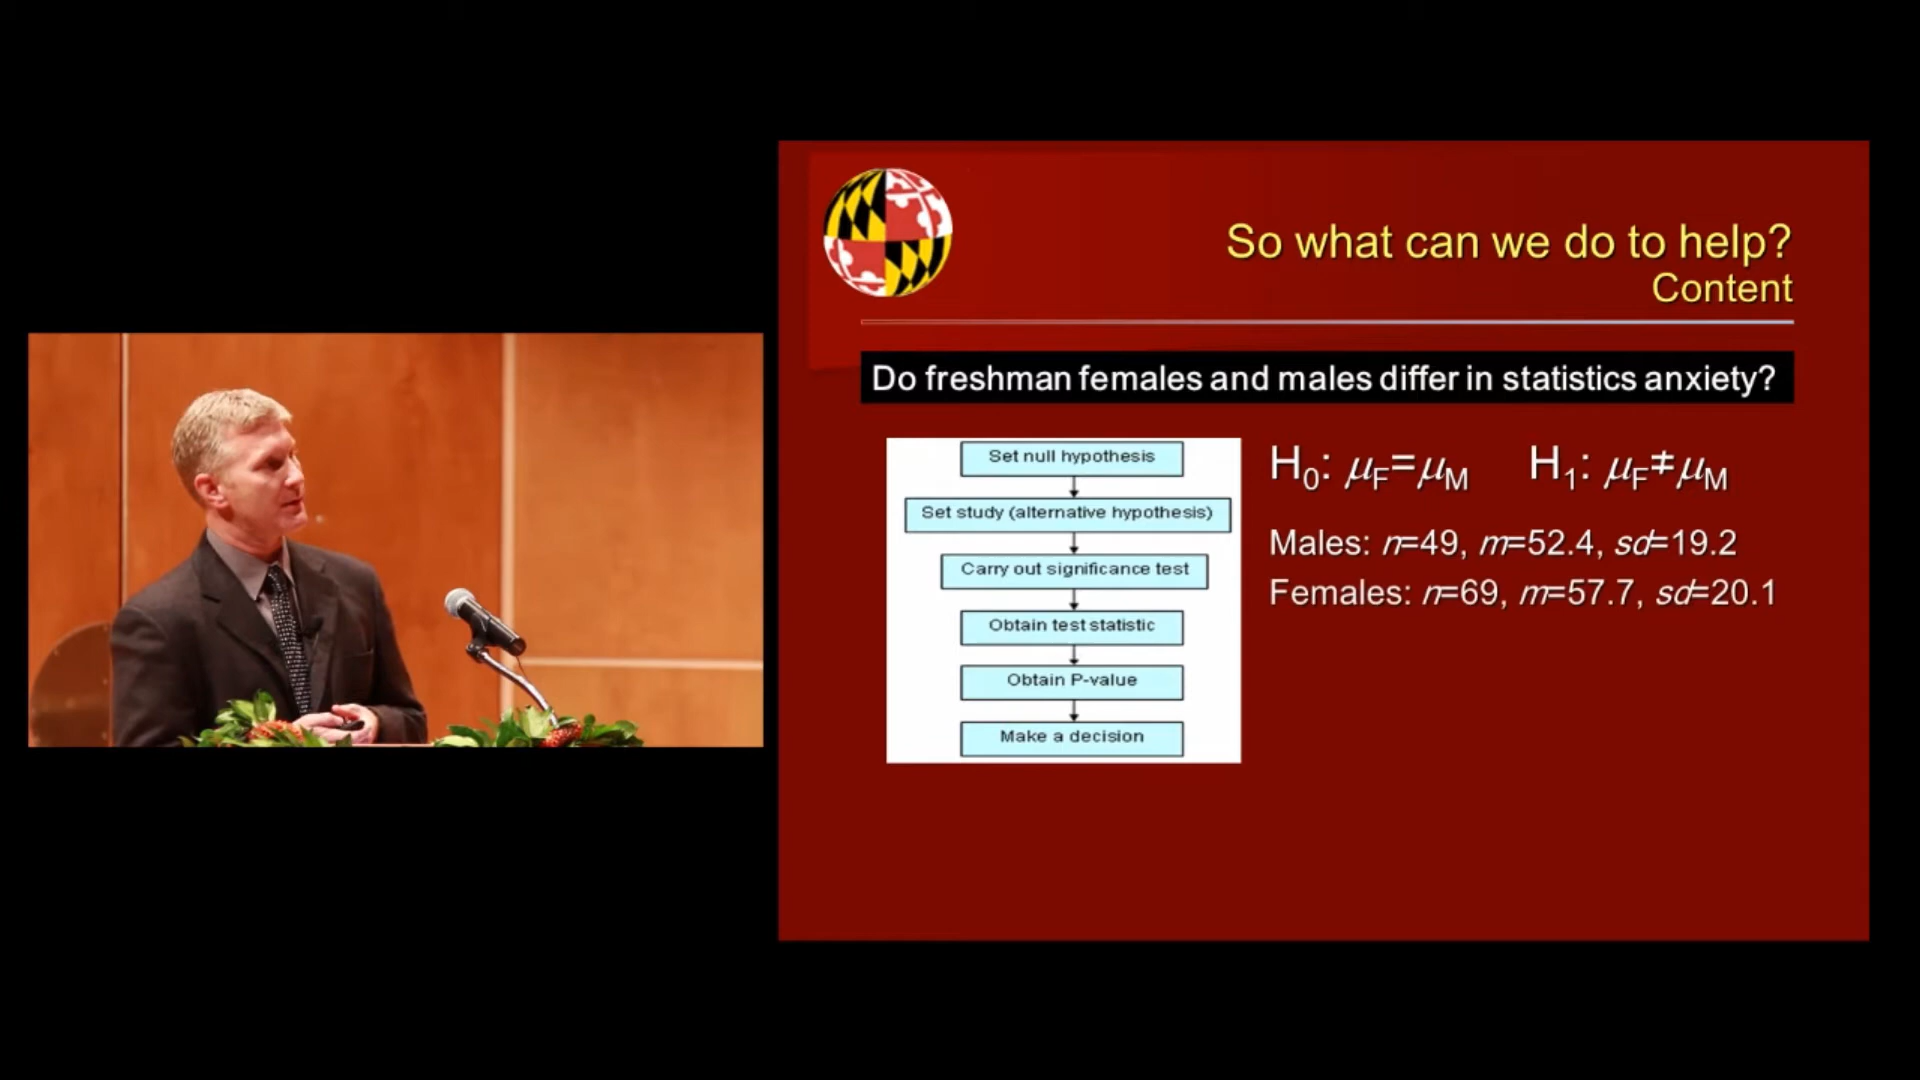 So what can we do to help?
Content
Do freshman females and males differ in statistics anxiety?
Set null hypothesis
Set study (alternative hypothesis)
Carry out significance test
Obtain test statistic
Obtain P-value
Make a decision
H₀: μF=μM H₁: μF≠μM
Males: n=49, m=52.4, sd=19.2
Females: n=69, m=57.7, sd=20.1